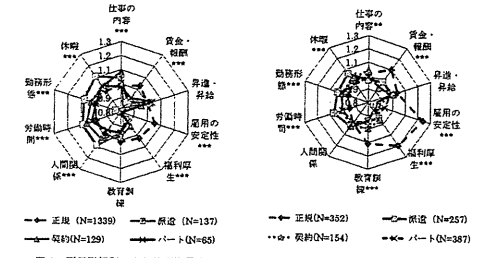 仕事の
内容
***
賃金・
報酬
***
昇進・
昇給
雇用の
安定性
***
福利厚
生***
教育訓
練
人間関
係***
労働時
間***
勤務形
態***
休暇
***
1.3
1.2
1.1
正規 (N=1339)
派遣 (N=137)
契約(N=129)
パート(N=65)
仕事の
内容**
賃金・
報酬
***
昇進・
昇給
雇用の
安定性
***
福利厚
生***
教育訓
練***
人間関
係
労働時
間***
勤務形
態***
休暇
***
1.3
1.2
1.1
正規(N=352)
派遣(N=257)
契約(N=154)
パート(N=387)